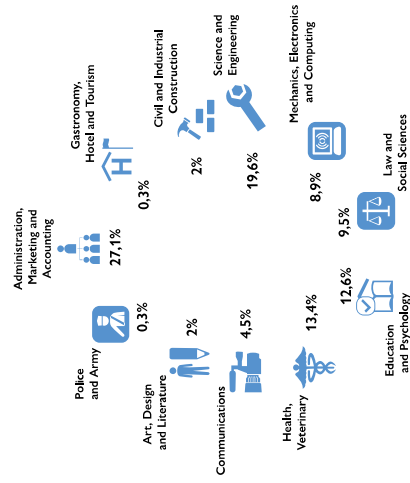 Administration,
Marketing and
Accounting
27,1%
Gastronomy,
Hotel and Tourism
0,3%
Civil and Industrial
Construction
2%
Science and
Engineering
19,6%
Mechanics, Electronics
and Computing
8,9%
Law and
Social Sciences
9,5%
Education
and Psychology
12,6%
Health,
Veterinary
13,4%
Communications
4,5%
Art, Design
and Literature
2%
Police
and Army
0,3%